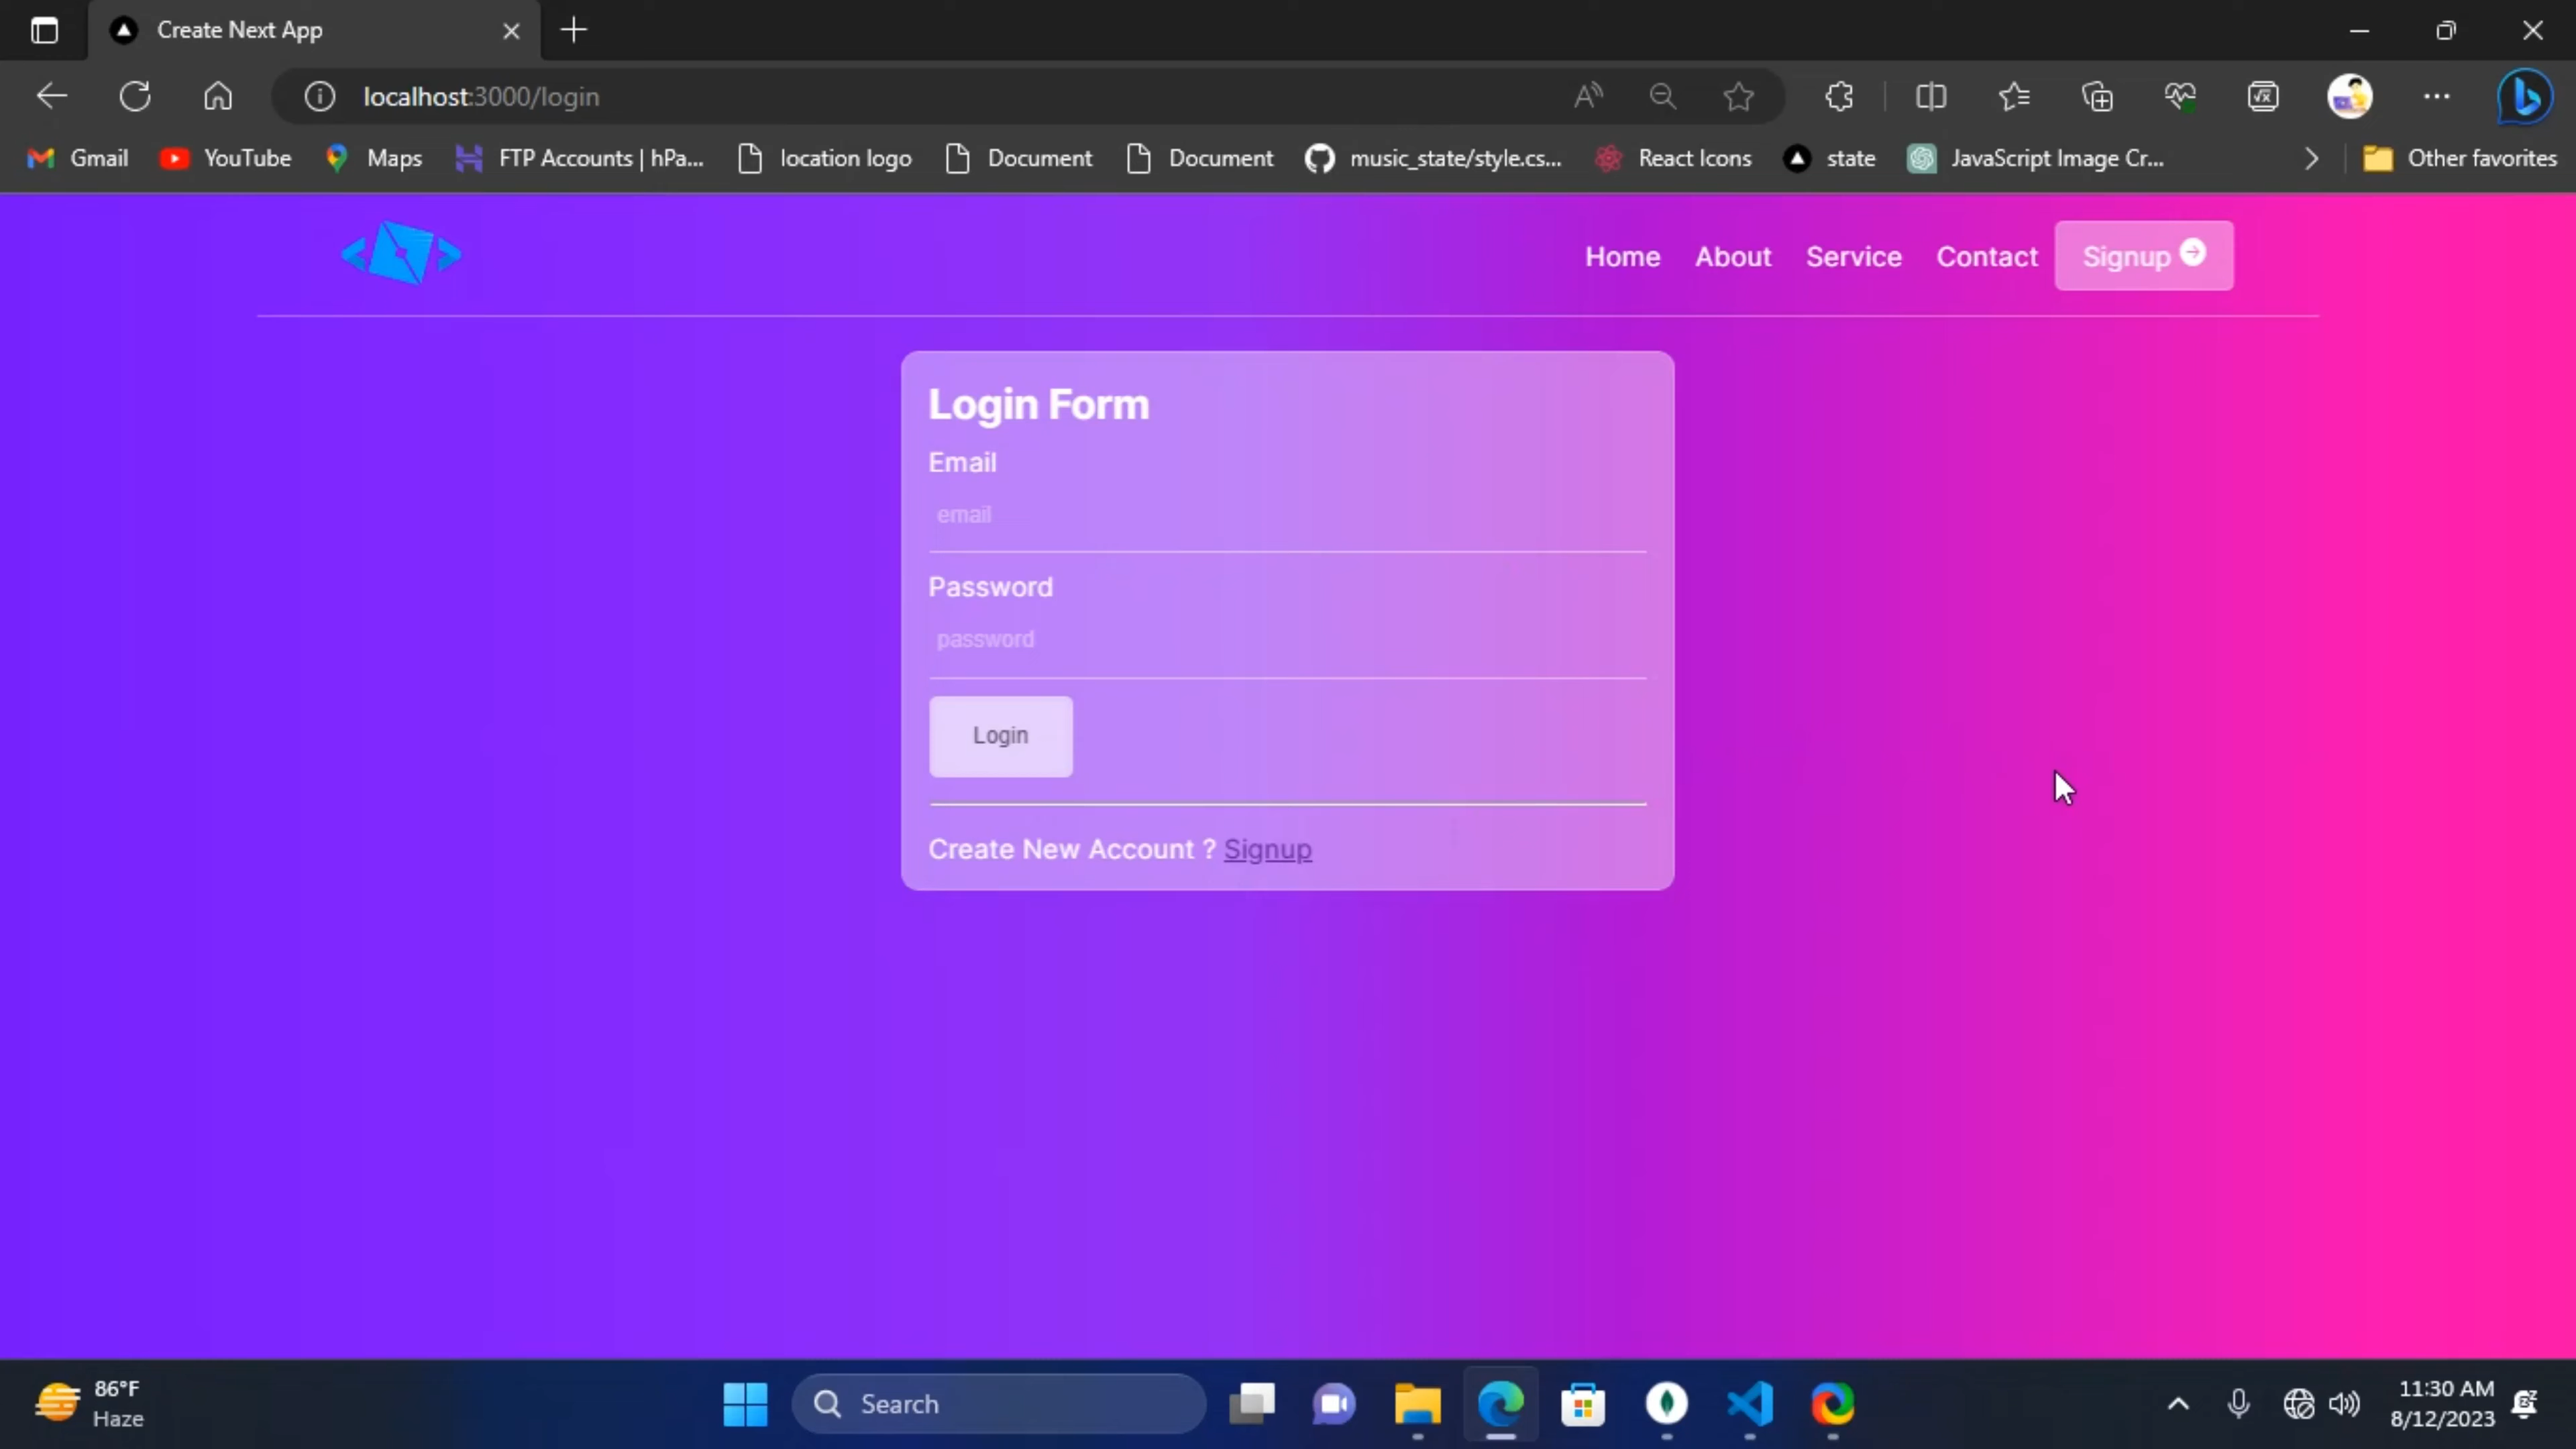 Create Next App
localhost:3000/login
Gmail YouTube Maps FTP Accounts | hPa... location logo Document Document music_state/style.cs... React Icons state JavaScript Image Cr... Other favorites
Home About Service Contact Signup
Login Form
Email
email
Password
password
Login
Create New Account ? Signup
86°F
Haze
Search
11:30 AM
8/12/2023